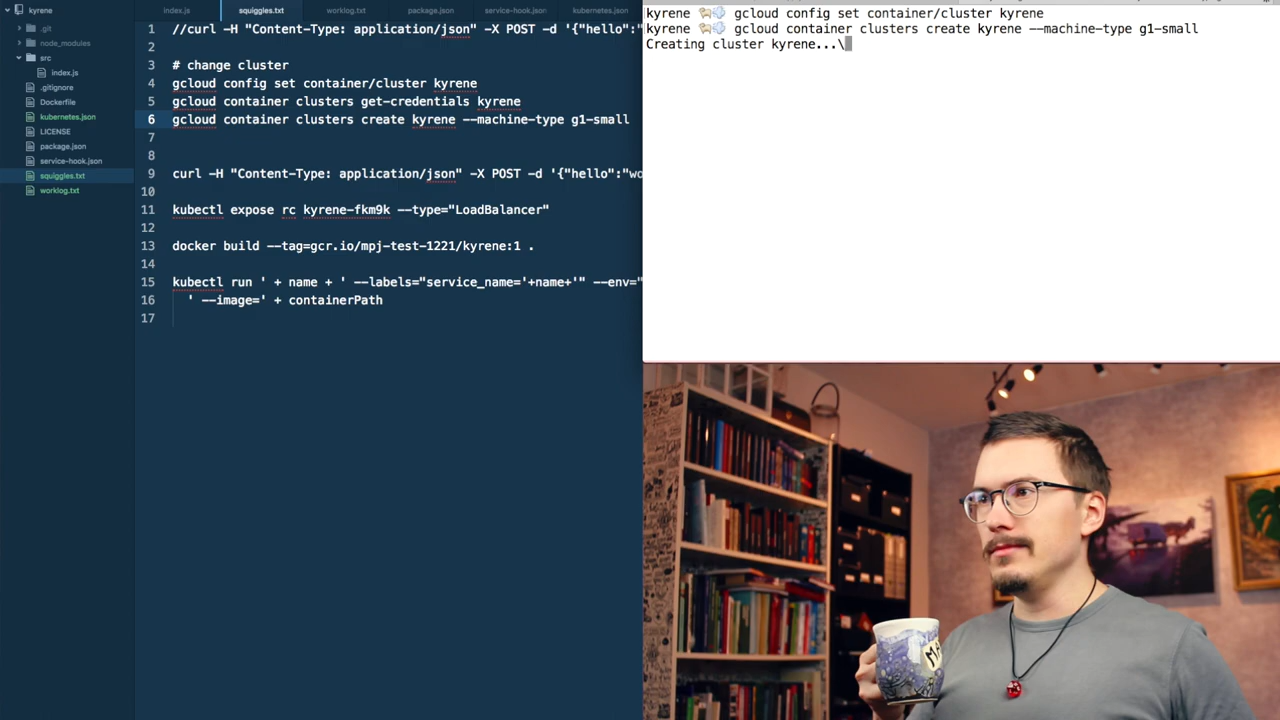 kyrene
.git
node_modules
src
index.js
.gitignore
Dockerfile
kubernetes.json
LICENSE
package.json
service-hook.json
squiggles.txt
worklog.txt
index.js squiggles.txt worklog.txt package.json service-hook.json kubernetes.json
1 //curl -H "Content-Type: application/json" -X POST -d '{"hello":"
2
3 # change cluster
4 gcloud config set container/cluster kyrene
5 gcloud container clusters get-credentials kyrene
6 gcloud container clusters create kyrene --machine-type g1-small
7
8
9 curl -H "Content-Type: application/json" -X POST -d '{"hello":"wo
10
11 kubectl expose rc kyrene-fkm9k --type="LoadBalancer"
12
13 docker build --tag=gcr.io/mpj-test-1221/kyrene:1 .
14
15 kubectl run ' + name + ' --labels="service_name='+name+'" --env="
16 ' --image=' + containerPath
17
kyrene 🐕💨 gcloud config set container/cluster kyrene
kyrene 🐕💨 gcloud container clusters create kyrene --machine-type g1-small
Creating cluster kyrene...\